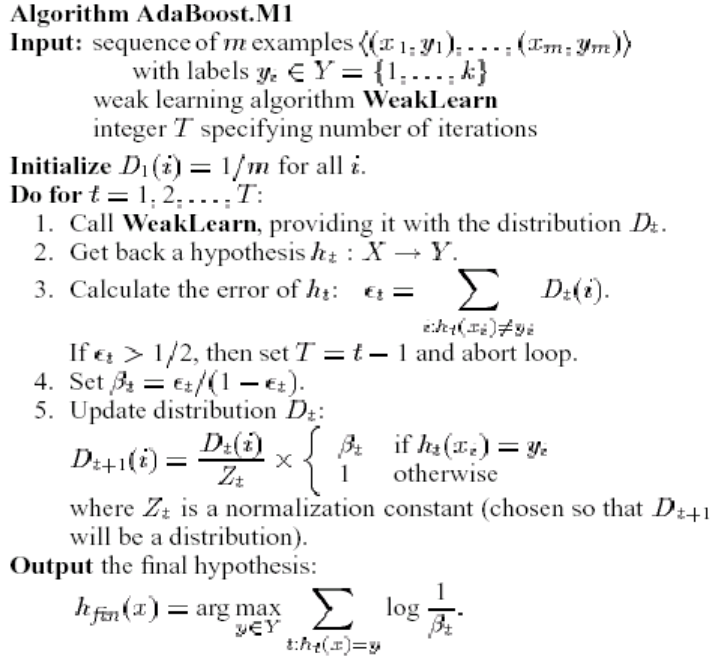 Algorithm AdaBoost.M1
Input: sequence of m examples ⟨(x₁, y₁), . . . , (xₘ, yₘ)⟩
with labels yᵢ ∈ Y = {1, . . . , k}
weak learning algorithm WeakLearn
integer T specifying number of iterations
Initialize D₁(i) = 1/m for all i.
Do for t = 1, 2, . . . , T:
1. Call WeakLearn, providing it with the distribution Dₜ.
2. Get back a hypothesis hₜ : X → Y.
3. Calculate the error of hₜ: ϵₜ = ∑ Dₜ(i).
i:hₜ(xᵢ)≠yᵢ
If ϵₜ > 1/2, then set T = t − 1 and abort loop.
4. Set βₜ = ϵₜ/(1 − ϵₜ).
5. Update distribution Dₜ:
Dₜ₊₁(i) = Dₜ(i)/Zₜ × { βₜ if hₜ(xᵢ) = yᵢ
1 otherwise
where Zₜ is a normalization constant (chosen so that Dₜ₊₁
will be a distribution).
Output the final hypothesis:
h_fin(x) = arg max ∑ log 1/βₜ.
y∈Y t:hₜ(x)=y